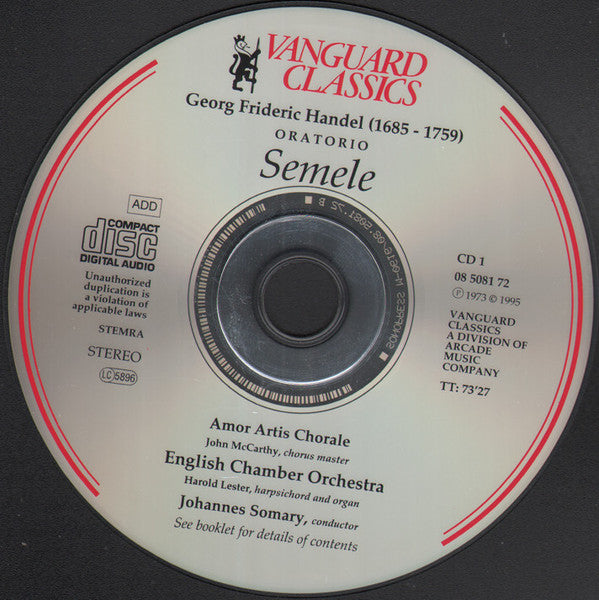 VANGUARD
CLASSICS
Georg Frideric Handel (1685 - 1759)
ORATORIO
Semele
ADD
COMPACT
disc
DIGITAL AUDIO
Unauthorized
duplication is
a violation of
applicable laws
STEMRA
STEREO
LC 5896
CD 1
08 5081 72
℗ 1973 © 1995
VANGUARD
CLASSICS
A DIVISION OF
ARCADE
MUSIC
COMPANY
TT: 73'27
Amor Artis Chorale
John McCarthy, chorus master
English Chamber Orchestra
Harold Lester, harpsichord and organ
Johannes Somary, conductor
See booklet for details of contents